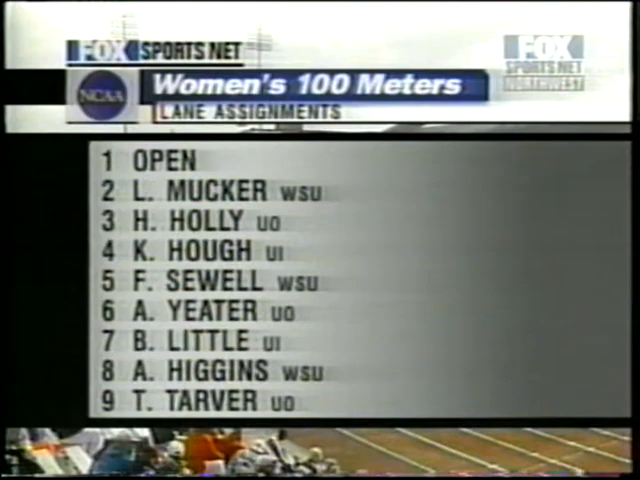 FOX SPORTS NET
FOX
SPORTS NET
NORTHWEST
NCAA
Women's 100 Meters
LANE ASSIGNMENTS
1 OPEN
2 L. MUCKER WSU
3 H. HOLLY UO
4 K. HOUGH UI
5 F. SEWELL WSU
6 A. YEATER UO
7 B. LITTLE UI
8 A. HIGGINS WSU
9 T. TARVER UO